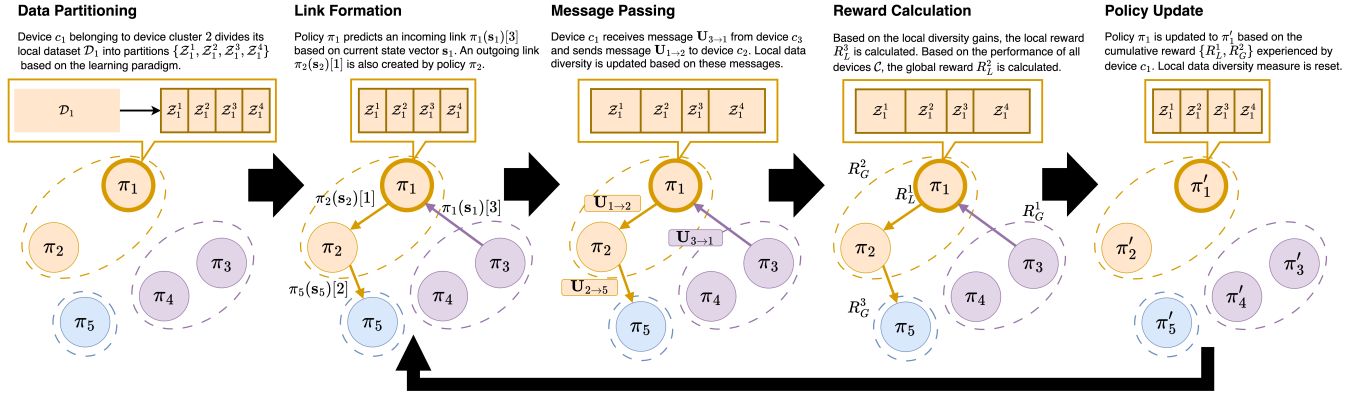 Data Partitioning
Device c₁ belonging to device cluster 2 divides its
local dataset 𝒟₁ into partitions {𝒵₁¹, 𝒵₁², 𝒵₁³, 𝒵₁⁴}
based on the learning paradigm.
𝒟₁
𝒵₁¹ 𝒵₁² 𝒵₁³ 𝒵₁⁴
π₁
π₂
π₃
π₄
π₅
Link Formation
Policy π₁ predicts an incoming link π₁(s₁)[3]
based on current state vector s₁. An outgoing link
π₂(s₂)[1] is also created by policy π₂.
𝒵₁¹ 𝒵₁² 𝒵₁³ 𝒵₁⁴
π₁
π₂(s₂)[1]
π₁(s₁)[3]
π₂
π₃
π₅(s₅)[2]
π₄
π₅
Message Passing
Device c₁ receives message U₃→₁ from device c₃
and sends message U₁→₂ to device c₂. Local data
diversity is updated based on these messages.
𝒵₁¹ 𝒵₁² 𝒵₁³ 𝒵₁⁴
π₁
U₁→₂
U₃→₁
π₂
π₃
U₂→₅
π₄
π₅
Reward Calculation
Based on the local diversity gains, the local reward
R_L³ is calculated. Based on the performance of all
devices 𝒞, the global reward R_L² is calculated.
𝒵₁¹ 𝒵₁² 𝒵₁³ 𝒵₁⁴
R_G²
π₁
R_L¹
R_G¹
π₂
π₃
π₄
R_G³
π₅
Policy Update
Policy π₁ is updated to π₁′ based on the
cumulative reward {R_L¹, R_G²} experienced by
device c₁. Local data diversity measure is reset.
𝒵₁¹ 𝒵₁² 𝒵₁³ 𝒵₁⁴
π₁′
π₂′
π₃′
π₄′
π₅′